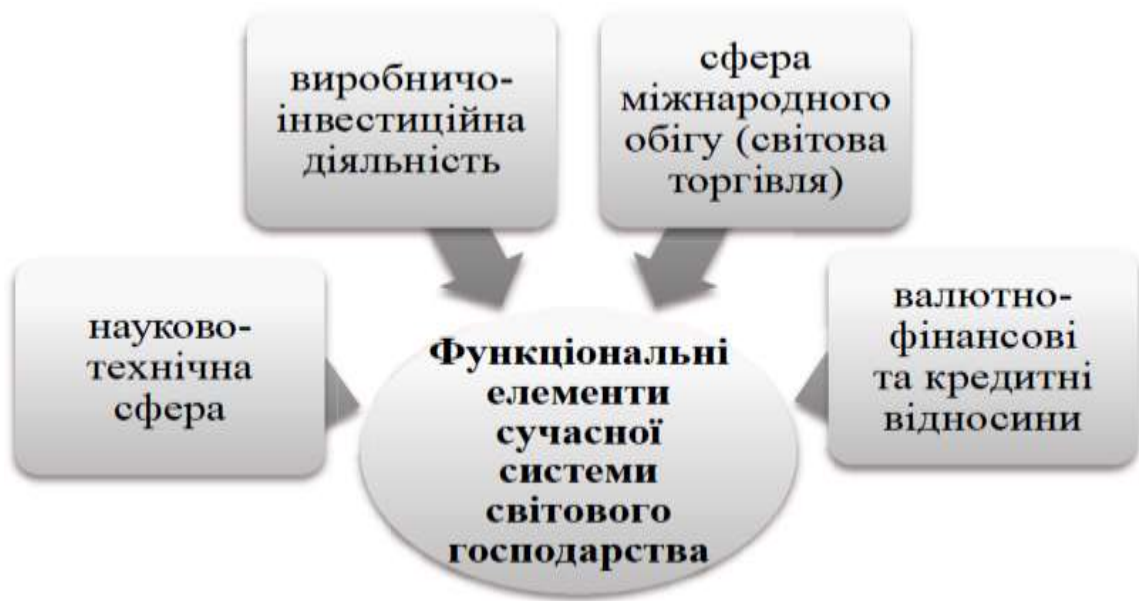 виробничо-
інвестиційна
діяльність
сфера
міжнародного
обігу (світова
торгівля)
науково-
технічна
сфера
валютно-
фінансові
та кредитні
відносини
Функціональні
елементи
сучасної
системи
світового
господарства